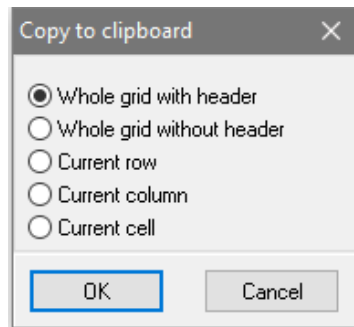 Copy to clipboard
Whole grid with header
Whole grid without header
Current row
Current column
Current cell
OK Cancel